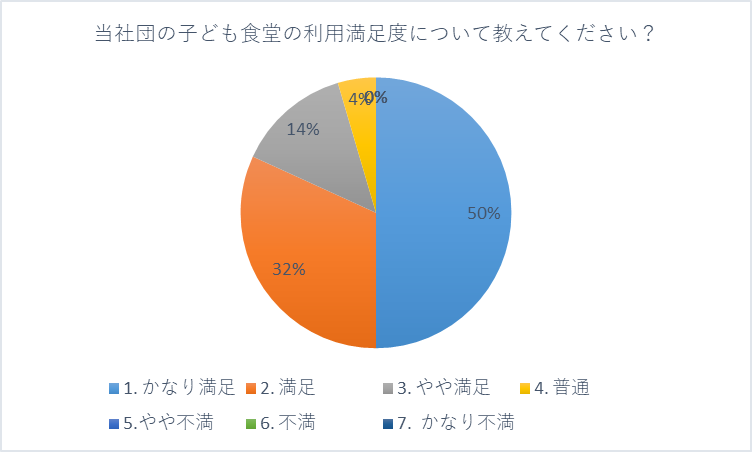 当社団の子ども食堂の利用満足度について教えてください？
4%
0%
14%
50%
32%
1. かなり満足 2. 満足 3. やや満足 4. 普通
5.やや不満 6. 不満 7. かなり不満